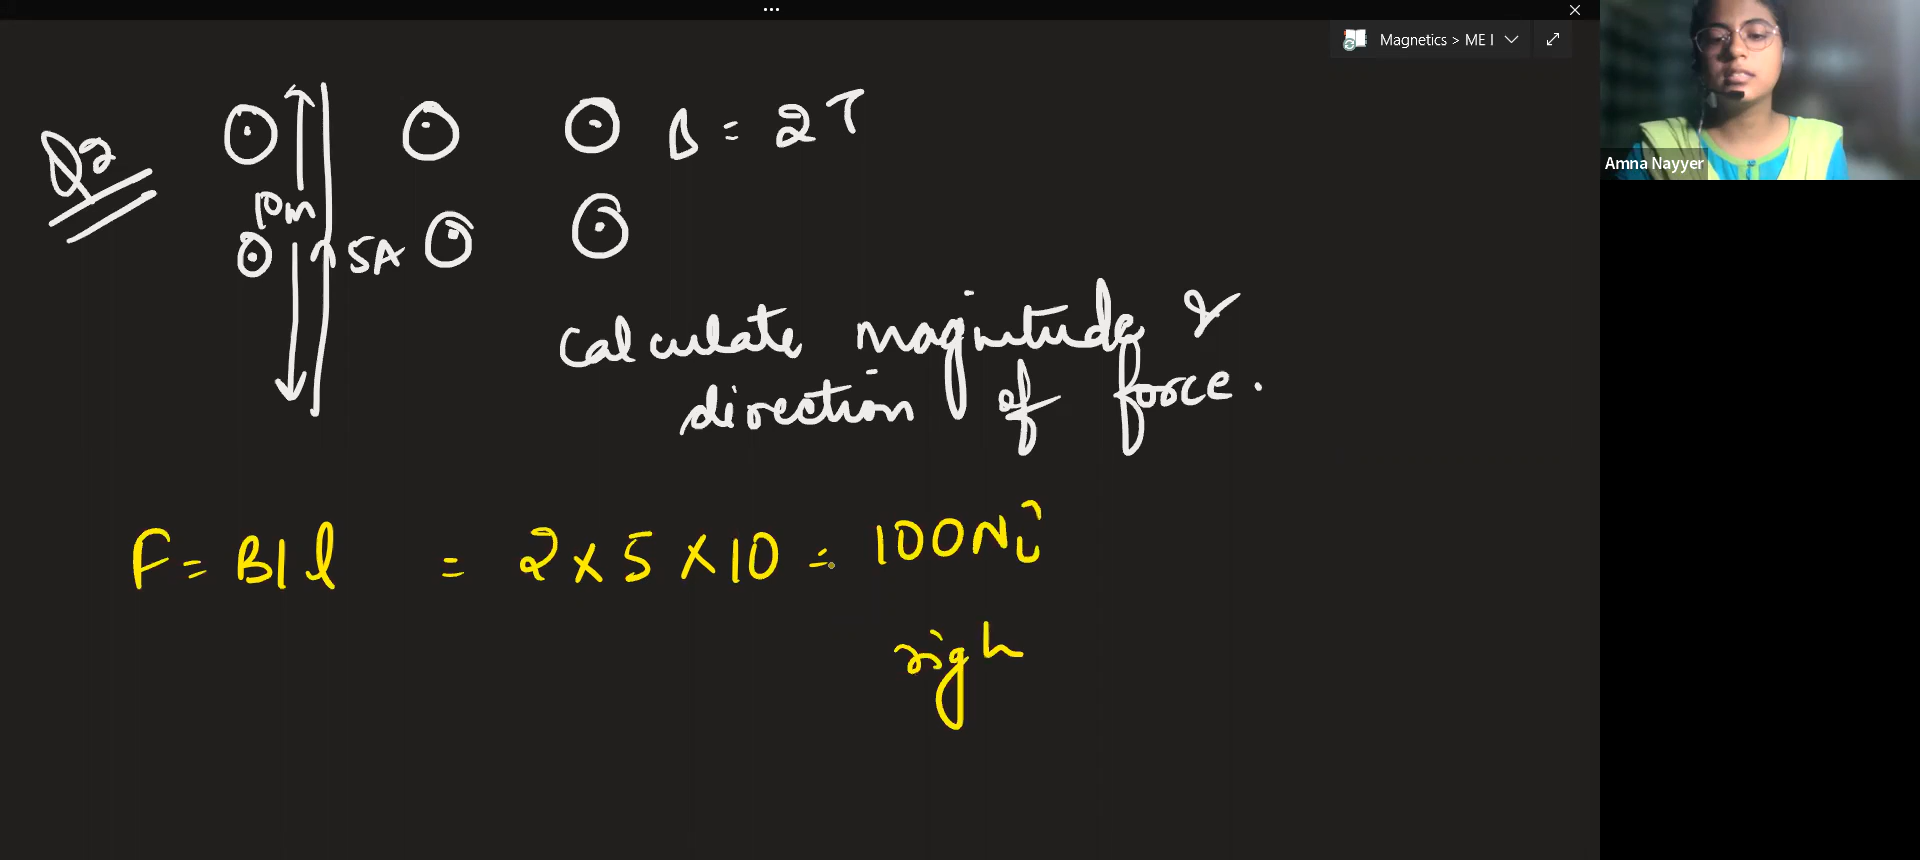 Magnetics > ME I
Amna Nayyer
Q2
B = 2T
10m
5A
Calculate magnitude &
direction of force.
F = BIl = 2 × 5 × 10 = 100N î
righ